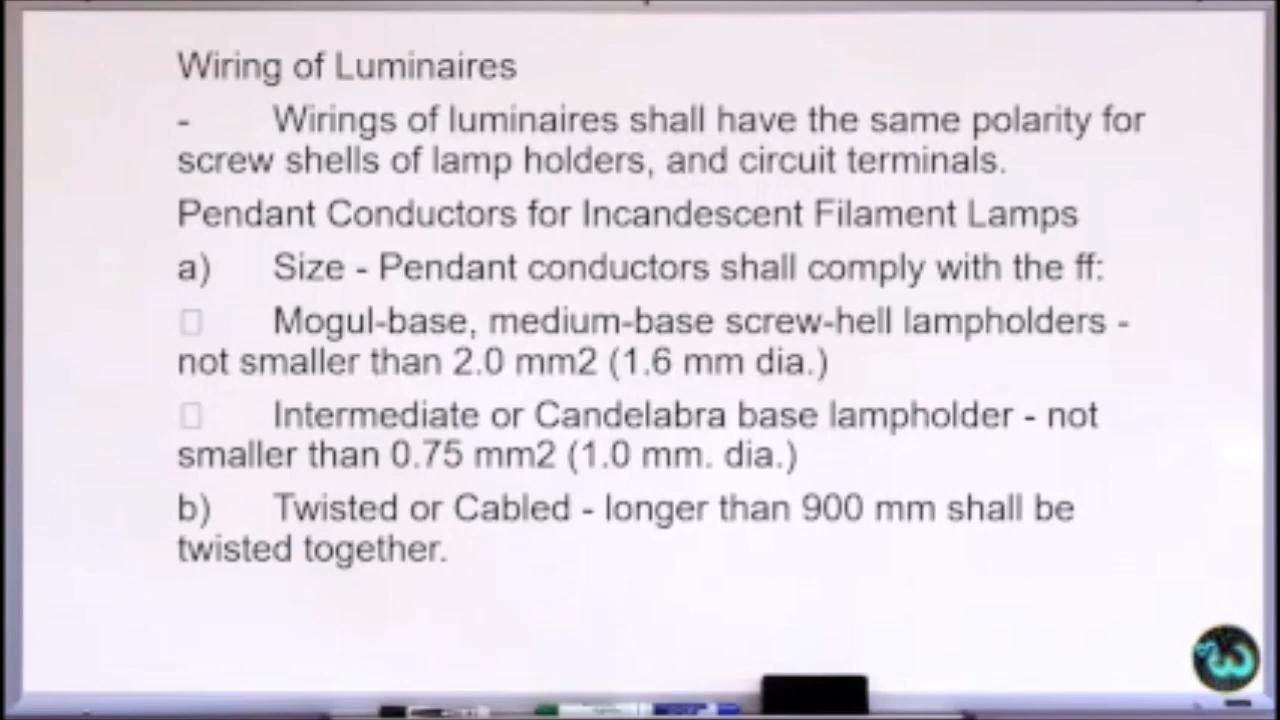 Wiring of Luminaires
- Wirings of luminaires shall have the same polarity for
screw shells of lamp holders, and circuit terminals.
Pendant Conductors for Incandescent Filament Lamps
a) Size - Pendant conductors shall comply with the ff:
Mogul-base, medium-base screw-hell lampholders -
not smaller than 2.0 mm2 (1.6 mm dia.)
Intermediate or Candelabra base lampholder - not
smaller than 0.75 mm2 (1.0 mm. dia.)
b) Twisted or Cabled - longer than 900 mm shall be
twisted together.